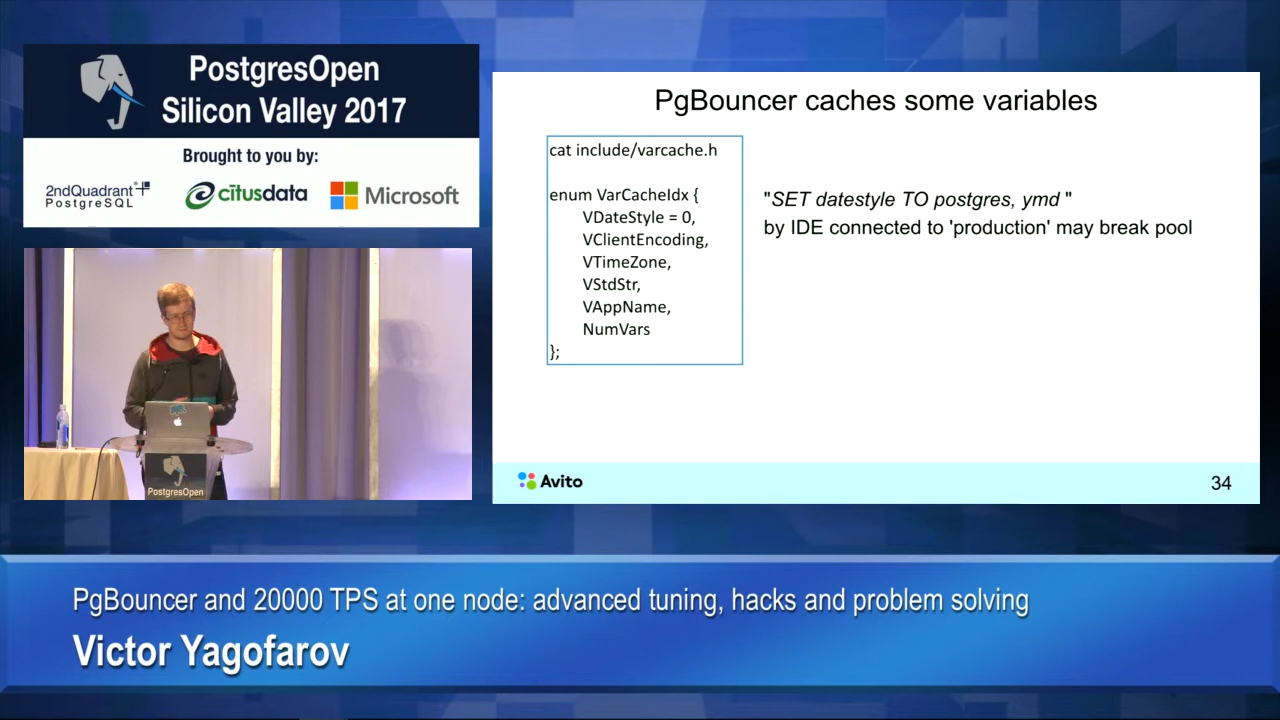 PostgresOpen
Silicon Valley 2017
Brought to you by:
2ndQuadrant
PostgreSQL
citusdata
Microsoft
PostgresOpen
PgBouncer caches some variables
cat include/varcache.h
enum VarCacheIdx {
VDateStyle = 0,
VClientEncoding,
VTimeZone,
VStdStr,
VAppName,
NumVars
};
"SET datestyle TO postgres, ymd "
by IDE connected to 'production' may break pool
Avito
34
PgBouncer and 20000 TPS at one node: advanced tuning, hacks and problem solving
Victor Yagofarov